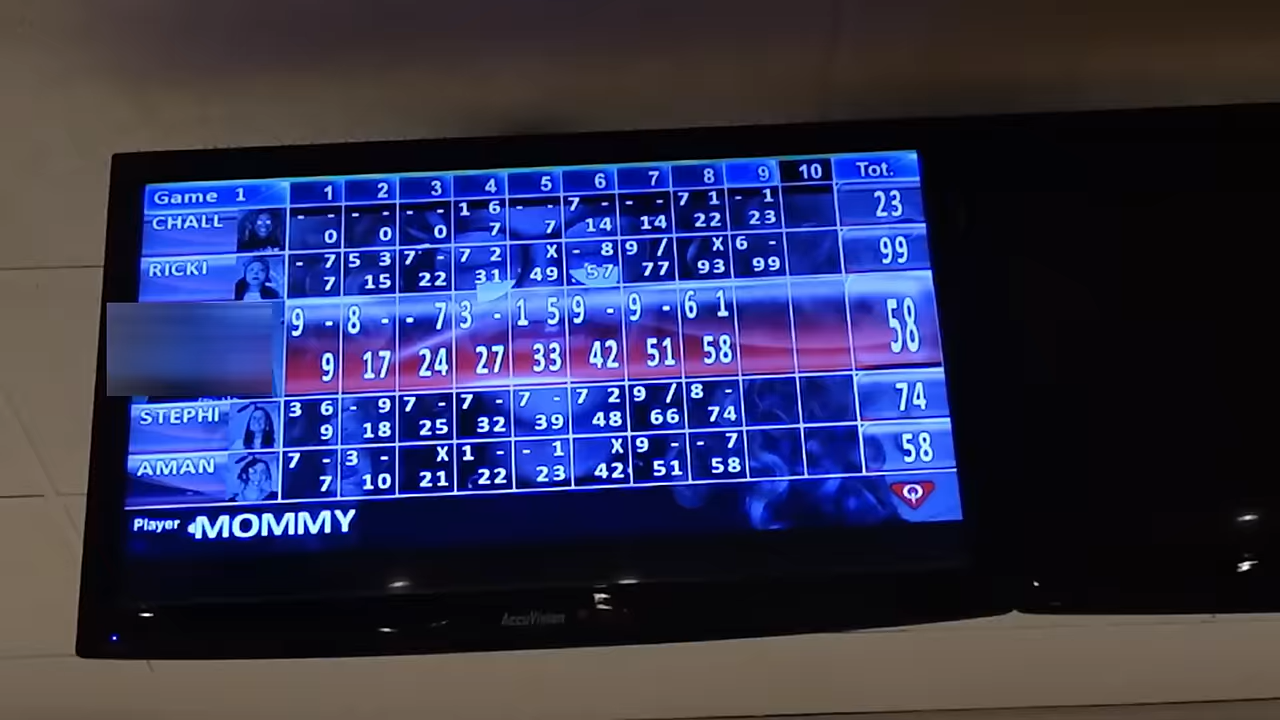 Game 1 1 2 3 4 5 6 7 8 9 10 Tot.
CHALL - - - - - - 1 6 - - 7 - - - 7 1 - 1 23
0 0 0 7 7 14 14 22 23
RICKI - 7 5 3 7 - 7 2 X - 8 9 / X 6 - 99
7 15 22 31 49 57 77 93 99
9 - 8 - - 7 3 - 1 5 9 - 9 - 6 1 58
9 17 24 27 33 42 51 58
STEPHI 3 6 - 9 7 - 7 - 7 - 7 2 9 / 8 - 74
9 18 25 32 39 48 66 74
AMAN 7 - 3 - X 1 - - 1 X 9 - - 7 58
7 10 21 22 23 42 51 58
Player MOMMY
AccuVision